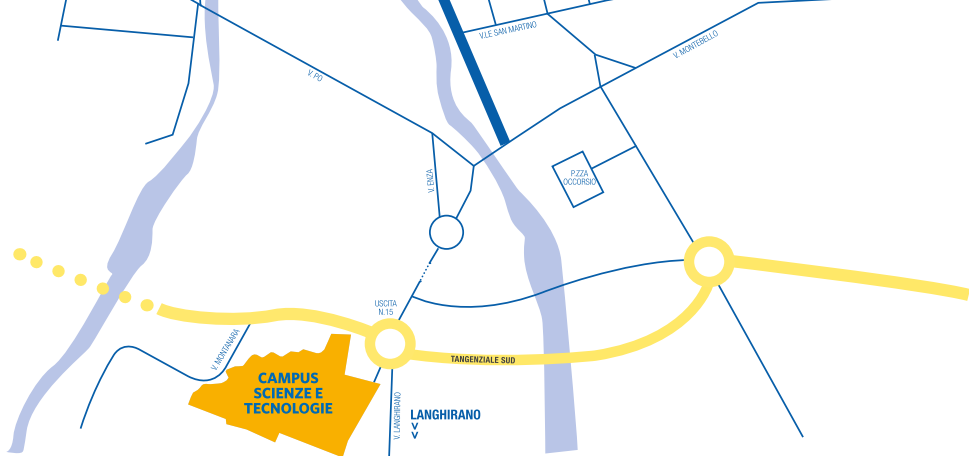 V.LE SAN MARTINO
V. MONTEBELLO
V. PO
V. ENZA
P.ZZA
OCCORSIO
USCITA
N.15
V. MONTANARA
TANGENZIALE SUD
CAMPUS
SCIENZE E
TECNOLOGIE
V. LANGHIRANO
LANGHIRANO